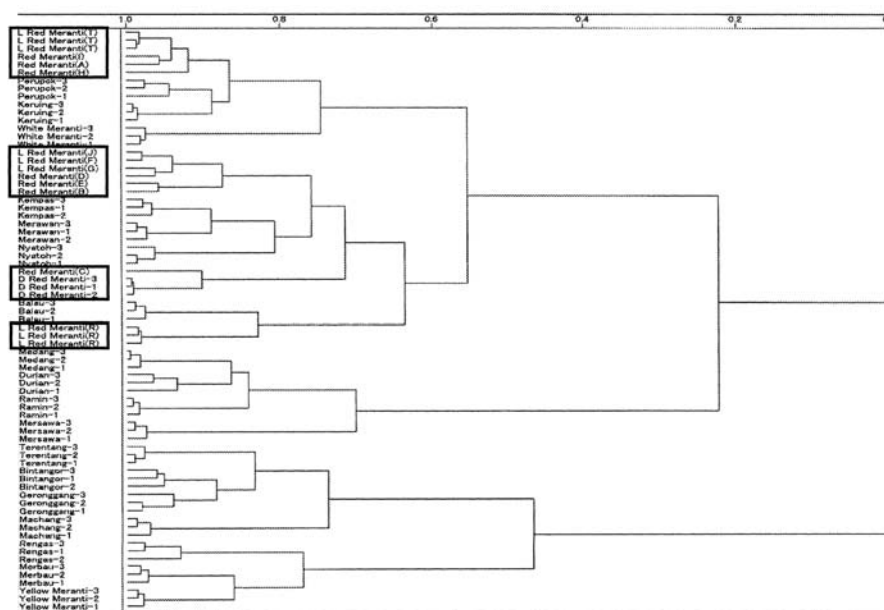 1.0 0.8 0.6 0.4 0.2 0
L Red Meranti(T)
L Red Meranti(T)
L Red Meranti(T)
Red Meranti(I)
Red Meranti(A)
Red Meranti(H)
Perupok-3
Perupok-2
Perupok-1
Keruing-3
Keruing-2
Keruing-1
White Meranti-3
White Meranti-2
White Meranti-1
L Red Meranti(J)
L Red Meranti(F)
L Red Meranti(G)
Red Meranti(D)
Red Meranti(E)
Red Meranti(B)
Kempas-3
Kempas-1
Kempas-2
Merawan-3
Merawan-1
Merawan-2
Nyatoh-3
Nyatoh-2
Nyatoh-1
Red Meranti(C)
D Red Meranti-3
D Red Meranti-1
D Red Meranti-2
Balau-3
Balau-2
Balau-1
L Red Meranti(R)
L Red Meranti(R)
L Red Meranti(R)
Medang-3
Medang-2
Medang-1
Durian-3
Durian-2
Durian-1
Ramin-3
Ramin-2
Ramin-1
Mersawa-3
Mersawa-2
Mersawa-1
Terentang-3
Terentang-2
Terentang-1
Bintangor-3
Bintangor-1
Bintangor-2
Geronggang-3
Geronggang-2
Geronggang-1
Machang-3
Machang-2
Machang-1
Rengas-3
Rengas-1
Rengas-2
Merbau-3
Merbau-2
Merbau-1
Yellow Meranti-3
Yellow Meranti-2
Yellow Meranti-1